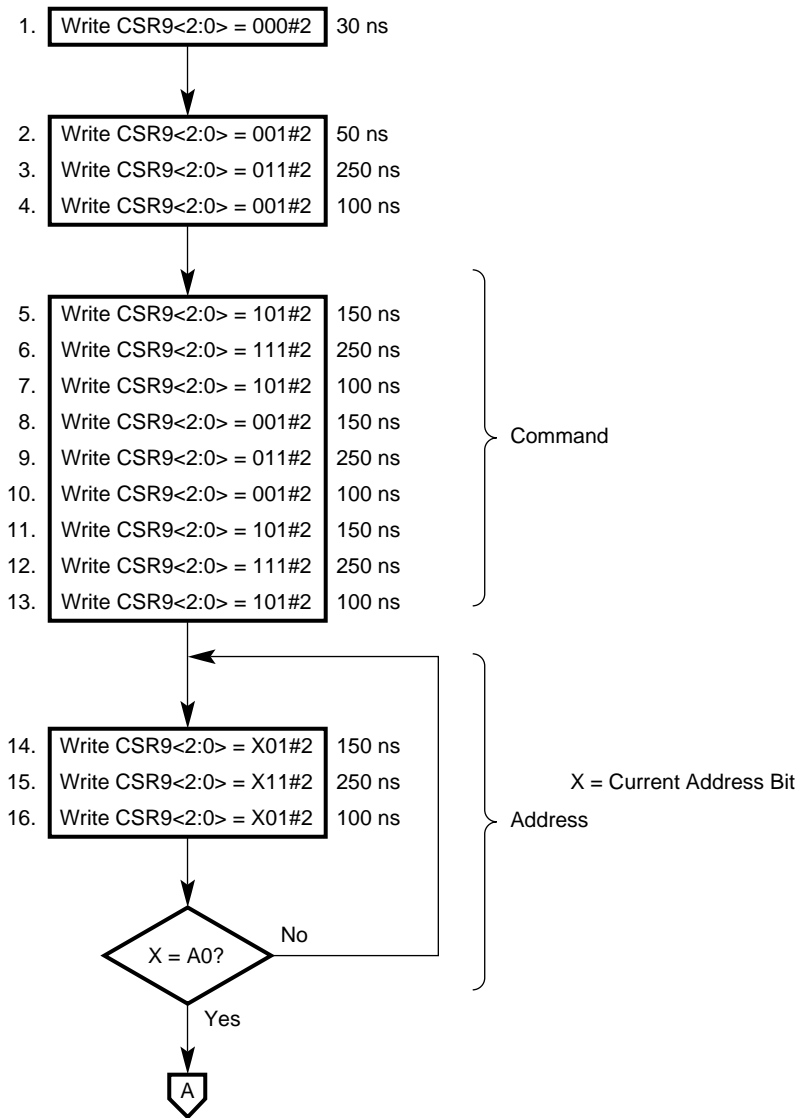 1. Write CSR9<2:0> = 000#2 30 ns
2. Write CSR9<2:0> = 001#2 50 ns
3. Write CSR9<2:0> = 011#2 250 ns
4. Write CSR9<2:0> = 001#2 100 ns
5. Write CSR9<2:0> = 101#2 150 ns
6. Write CSR9<2:0> = 111#2 250 ns
7. Write CSR9<2:0> = 101#2 100 ns
8. Write CSR9<2:0> = 001#2 150 ns
9. Write CSR9<2:0> = 011#2 250 ns
10. Write CSR9<2:0> = 001#2 100 ns
11. Write CSR9<2:0> = 101#2 150 ns
12. Write CSR9<2:0> = 111#2 250 ns
13. Write CSR9<2:0> = 101#2 100 ns
Command
14. Write CSR9<2:0> = X01#2 150 ns
15. Write CSR9<2:0> = X11#2 250 ns
16. Write CSR9<2:0> = X01#2 100 ns
X = Current Address Bit
Address
X = A0?
No
Yes
A